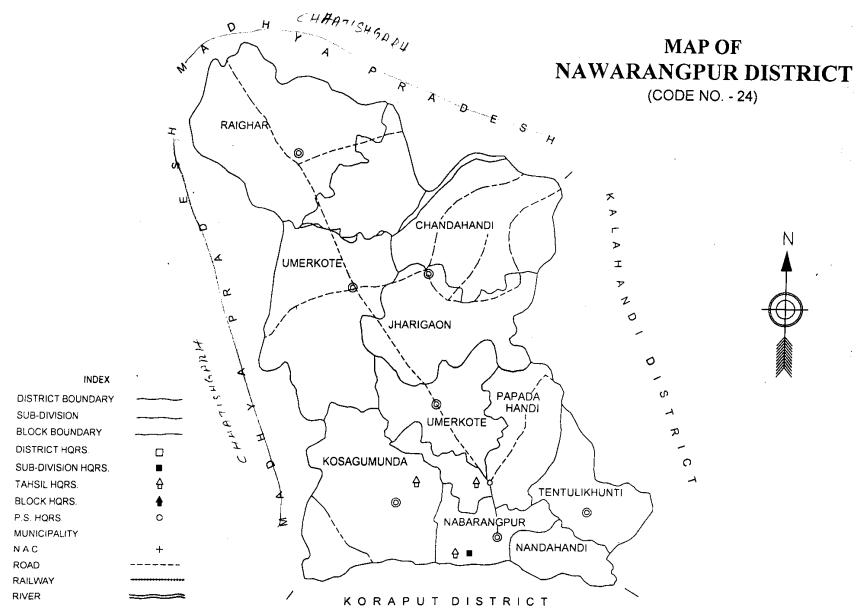 MAP OF
NAWARANGPUR DISTRICT
(CODE NO. - 24)
CHHATISHGADH
MADHYA PRADESH
RAIGHAR
CHANDAHANDI
UMERKOTE
JHARIGAON
PAPADA
HANDI
UMERKOTE
KOSAGUMUNDA
TENTULIKHUNTI
NABARANGPUR
NANDAHANDI
KALAHANDI DISTRICT
N
MADHYA PRADESH
CHHATISHGARH
KORAPUT DISTRICT
INDEX
DISTRICT BOUNDARY
SUB-DIVISION
BLOCK BOUNDARY
DISTRICT HQRS.
SUB-DIVISION HQRS.
TAHSIL HQRS.
BLOCK HQRS.
P.S. HQRS
MUNICIPALITY
N A C
ROAD
RAILWAY
RIVER